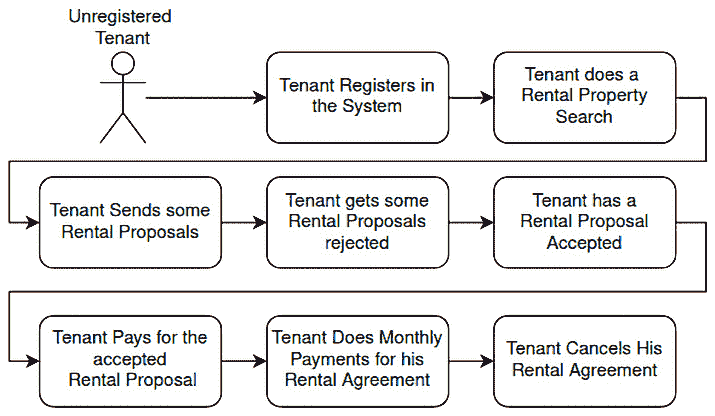 Unregistered
Tenant
Tenant Registers in
the System
Tenant does a
Rental Property
Search
Tenant Sends some
Rental Proposals
Tenant gets some
Rental Proposals
rejected
Tenant has a
Rental Proposal
Accepted
Tenant Pays for the
accepted
Rental Proposal
Tenant Does Monthly
Payments for his
Rental Agreement
Tenant Cancels His
Rental Agreement